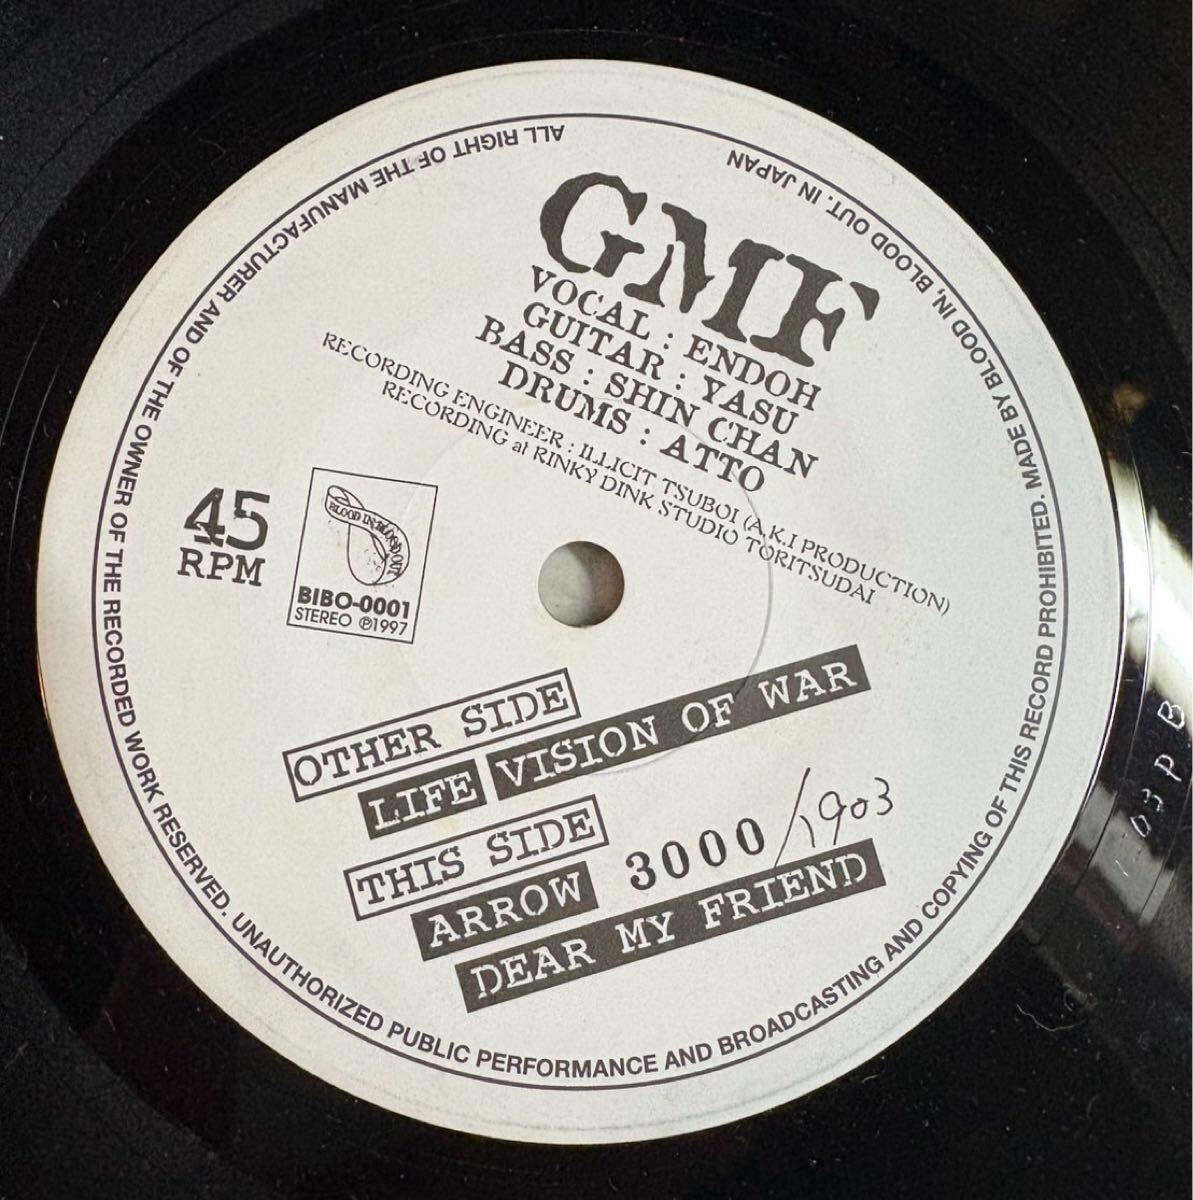 GMF
VOCAL : ENDOH
GUITAR : YASU
BASS : SHIN CHAN
DRUMS : ATTO
RECORDING ENGINEER : ILLICIT TSUBOI (A.K.I PRODUCTION)
RECORDING at RINKY DINK STUDIO TORITSUDAI
45
RPM
BLOOD IN, BLOOD OUT.
BIBO-0001
STEREO ℗1997
OTHER SIDE
LIFE VISION OF WAR
THIS SIDE
ARROW 3000/1903
DEAR MY FRIEND
ALL RIGHT OF THE MANUFACTURER AND OF THE OWNER OF THE RECORDED WORK RESERVED. UNAUTHORIZED PUBLIC PERFORMANCE AND BROADCASTING AND COPYING OF THIS RECORD PROHIBITED. MADE BY BLOOD IN, BLOOD OUT. IN JAPAN